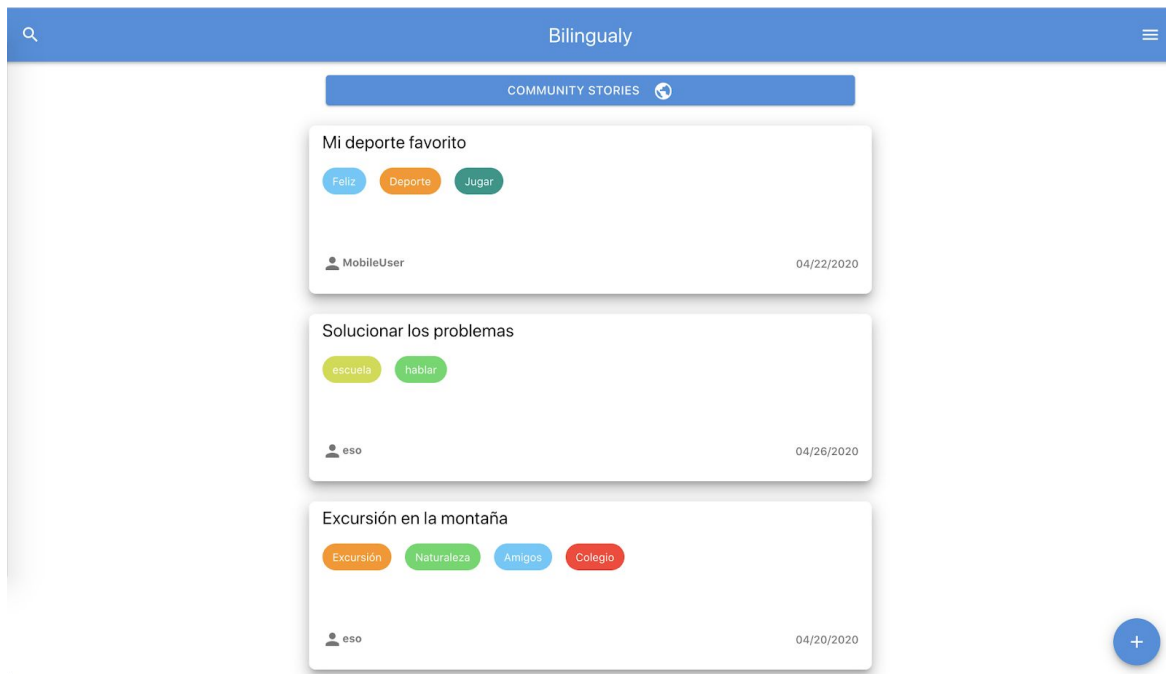 Bilingualy
COMMUNITY STORIES
Mi deporte favorito
Feliz Deporte Jugar
MobileUser 04/22/2020
Solucionar los problemas
escuela hablar
eso 04/26/2020
Excursión en la montaña
Excursión Naturaleza Amigos Colegio
eso 04/20/2020